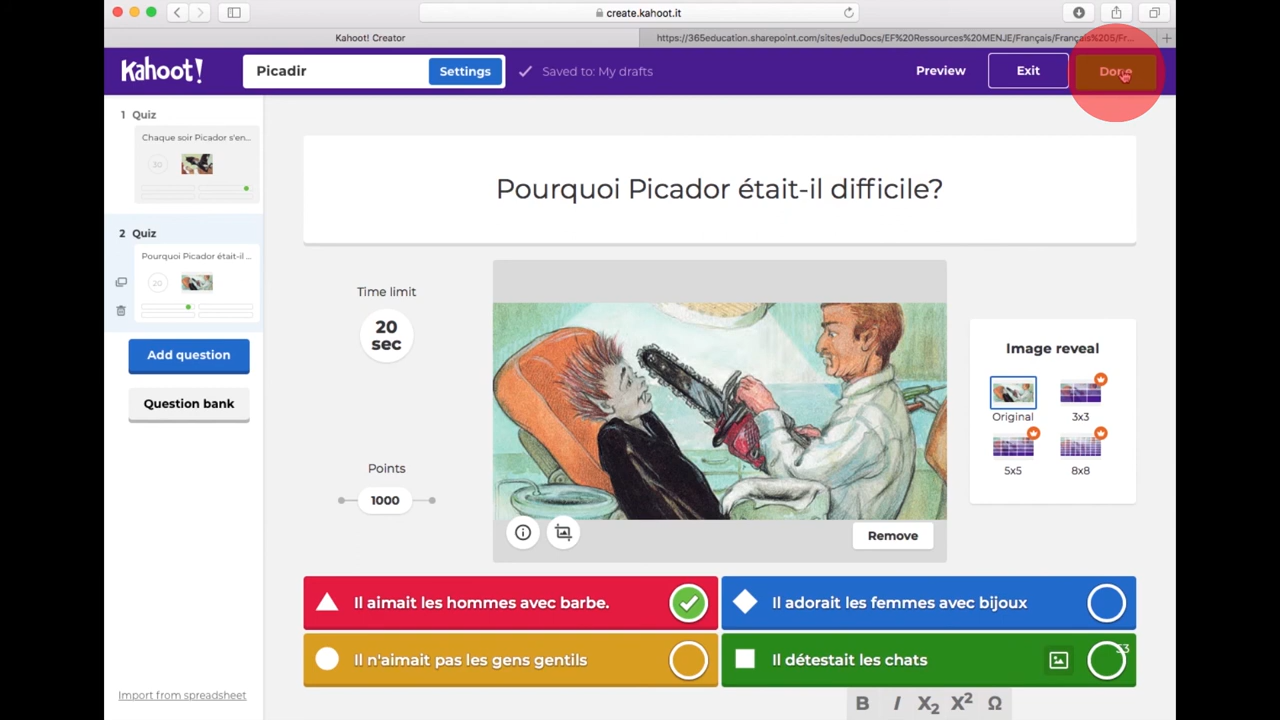 create.kahoot.it
Kahoot! Creator
https://365education.sharepoint.com/sites/eduDocs/EF%20Ressources%20MENJE/Français/Français%205/Fr...
Kahoot!
Picadir
Settings
Saved to: My drafts
Preview
Exit
Done
1 Quiz
Chaque soir Picador s'en...
30
2 Quiz
Pourquoi Picador était-il ...
20
Add question
Question bank
Import from spreadsheet
Pourquoi Picador était-il difficile?
Time limit
20
sec
Points
1000
Remove
Image reveal
Original
3x3
5x5
8x8
Il aimait les hommes avec barbe.
Il adorait les femmes avec bijoux
Il n'aimait pas les gens gentils
Il détestait les chats
53
B I X2 X2 Ω